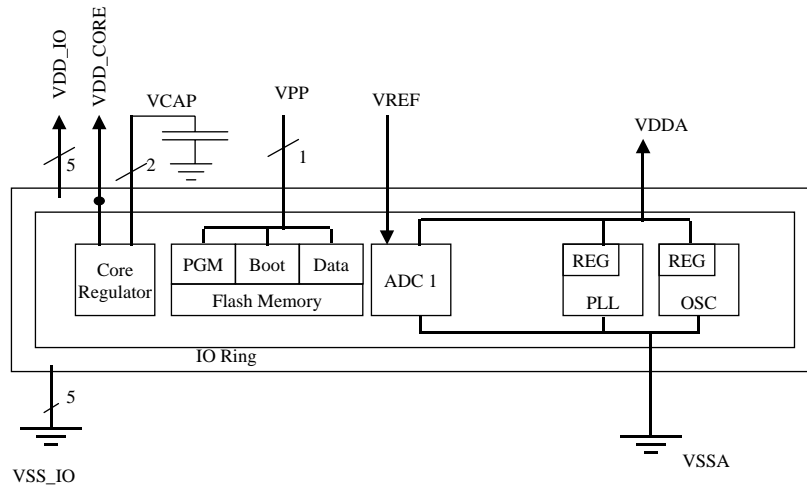 VDD_IO
VDD_CORE
VCAP
VPP
VREF
VDDA
5
2
1
Core
Regulator
PGM
Boot
Data
Flash Memory
ADC 1
REG
PLL
REG
OSC
IO Ring
5
VSS_IO
VSSA